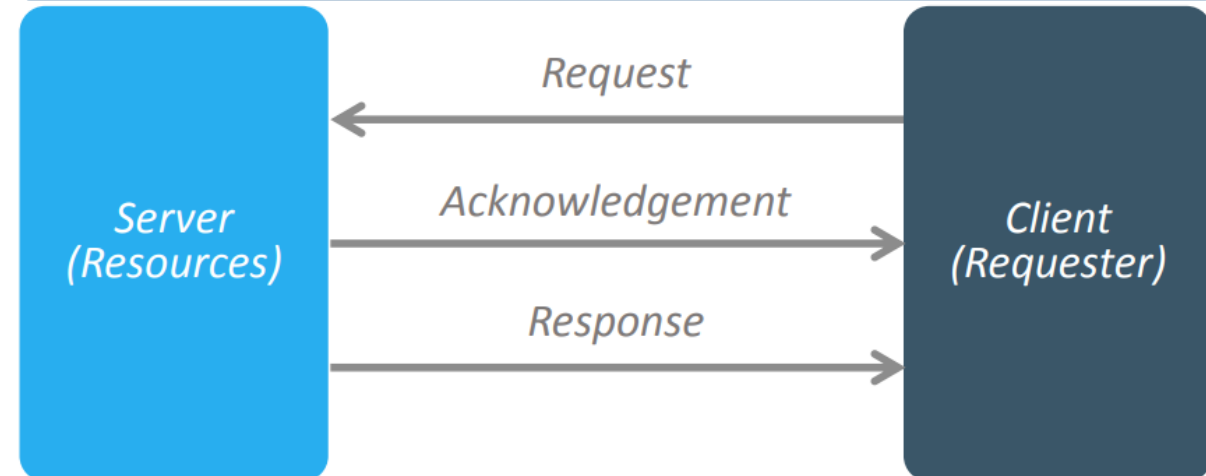 Request
Acknowledgement
Server
(Resources)
Client
(Requester)
Response